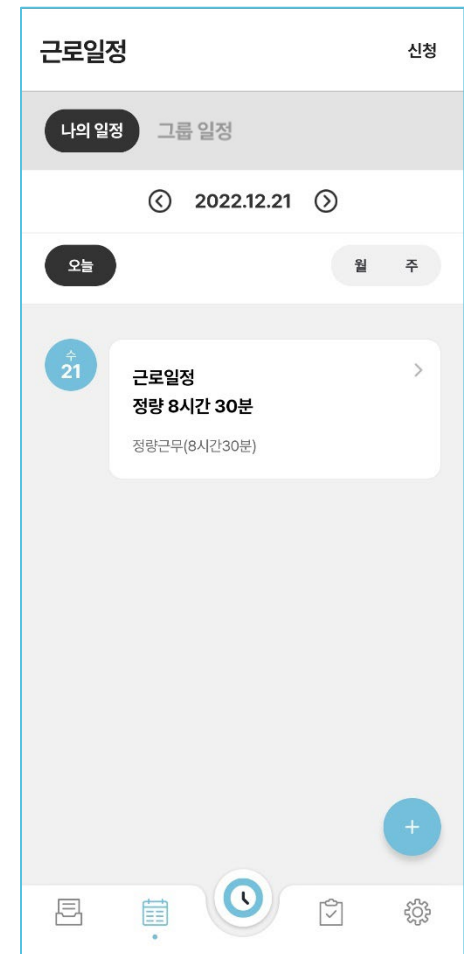 근로일정
신청
나의 일정
그룹 일정
2022.12.21
오늘
월 주
수
21
근로일정
정량 8시간 30분
정량근무(8시간30분)